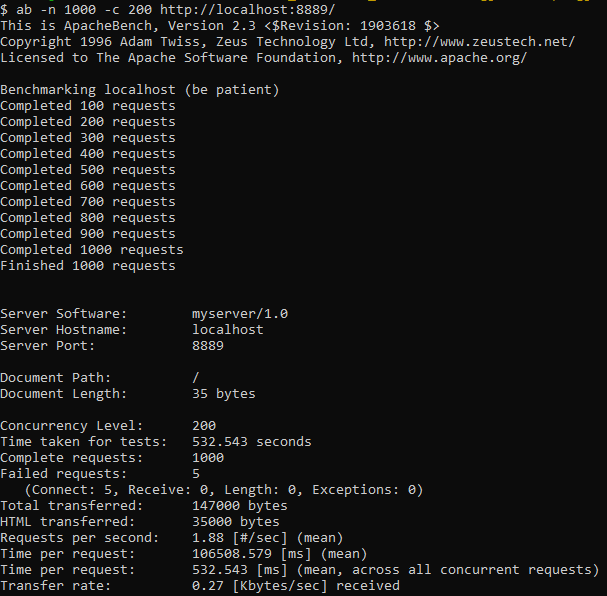 $ ab -n 1000 -c 200 http://localhost:8889/
This is ApacheBench, Version 2.3 <$Revision: 1903618 $>
Copyright 1996 Adam Twiss, Zeus Technology Ltd, http://www.zeustech.net/
Licensed to The Apache Software Foundation, http://www.apache.org/

Benchmarking localhost (be patient)
Completed 100 requests
Completed 200 requests
Completed 300 requests
Completed 400 requests
Completed 500 requests
Completed 600 requests
Completed 700 requests
Completed 800 requests
Completed 900 requests
Completed 1000 requests
Finished 1000 requests


Server Software:        myserver/1.0
Server Hostname:        localhost
Server Port:            8889

Document Path:          /
Document Length:        35 bytes

Concurrency Level:      200
Time taken for tests:   532.543 seconds
Complete requests:      1000
Failed requests:        5
   (Connect: 5, Receive: 0, Length: 0, Exceptions: 0)
Total transferred:      147000 bytes
HTML transferred:       35000 bytes
Requests per second:    1.88 [#/sec] (mean)
Time per request:       106508.579 [ms] (mean)
Time per request:       532.543 [ms] (mean, across all concurrent requests)
Transfer rate:          0.27 [Kbytes/sec] received